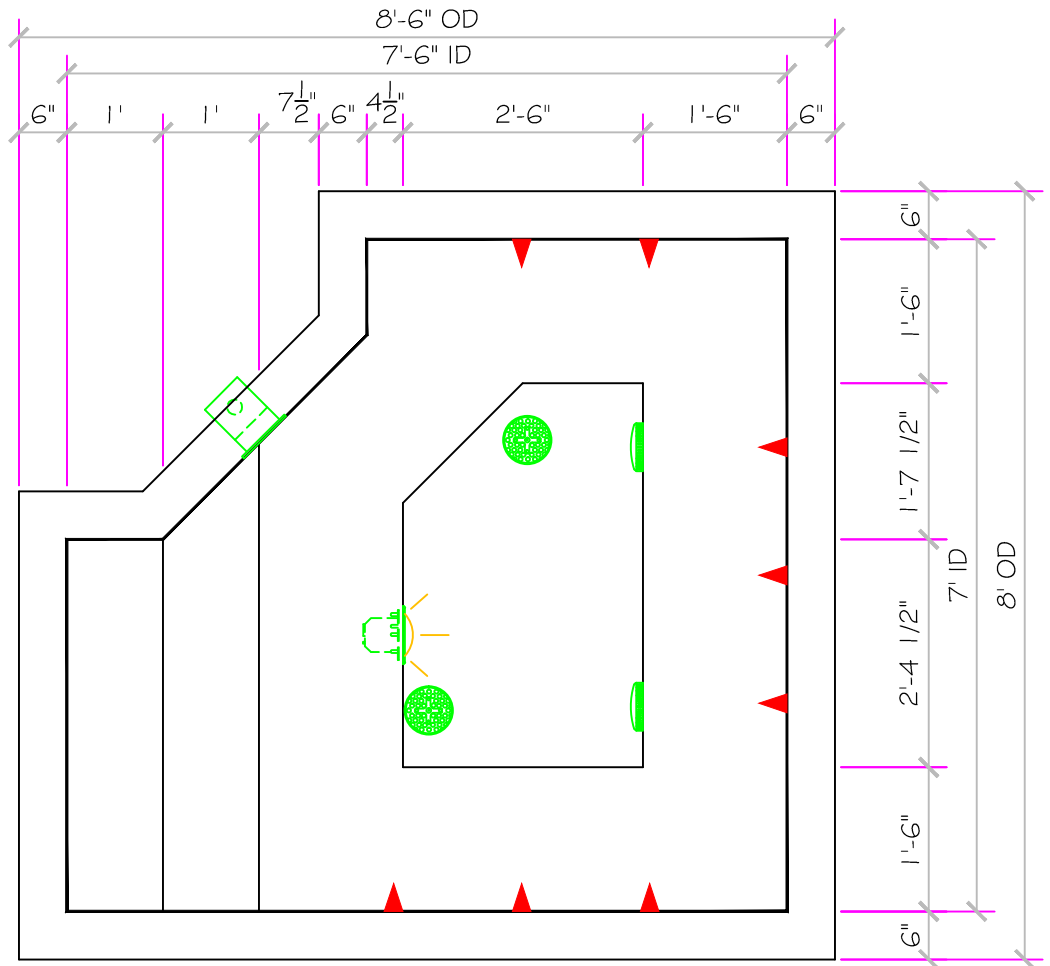 8'-6" OD
7'-6" ID
6" 1' 1' 7 1/2" 6" 4 1/2" 2'-6" 1'-6" 6"
6"
1'-6"
1'-7 1/2"
2'-4 1/2"
1'-6"
6"
7' ID
8' OD